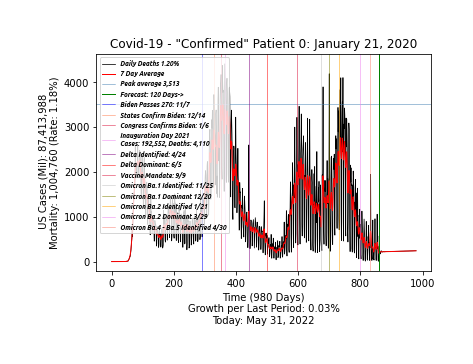 Covid-19 - "Confirmed" Patient 0: January 21, 2020
US Cases (Mil): 87,413,988
Mortality: 1,004,760 (Rate: 1.18%)
4000
3000
2000
1000
0
Daily Deaths 1.20%
7 Day Average
Peak average 3,513
Forecast: 120 Days->
Biden Passes 270: 11/7
States Confirm Biden: 12/14
Congress Confirms Biden: 1/6
Inauguration Day 2021
Cases: 192,552, Deaths: 4,110
Delta Identified: 4/24
Delta Dominant: 6/5
Vaccine Mandate: 9/9
Omicron Ba.1 Identified: 11/25
Omicron Ba.1 Dominant 12/20
Omicron Ba.2 Identified 1/21
Omicron Ba.2 Dominant 3/29
Omicron Ba.4 - Ba.5 Identified 4/30
0 200 400 600 800 1000
Time (980 Days)
Growth per Last Period: 0.03%
Today: May 31, 2022